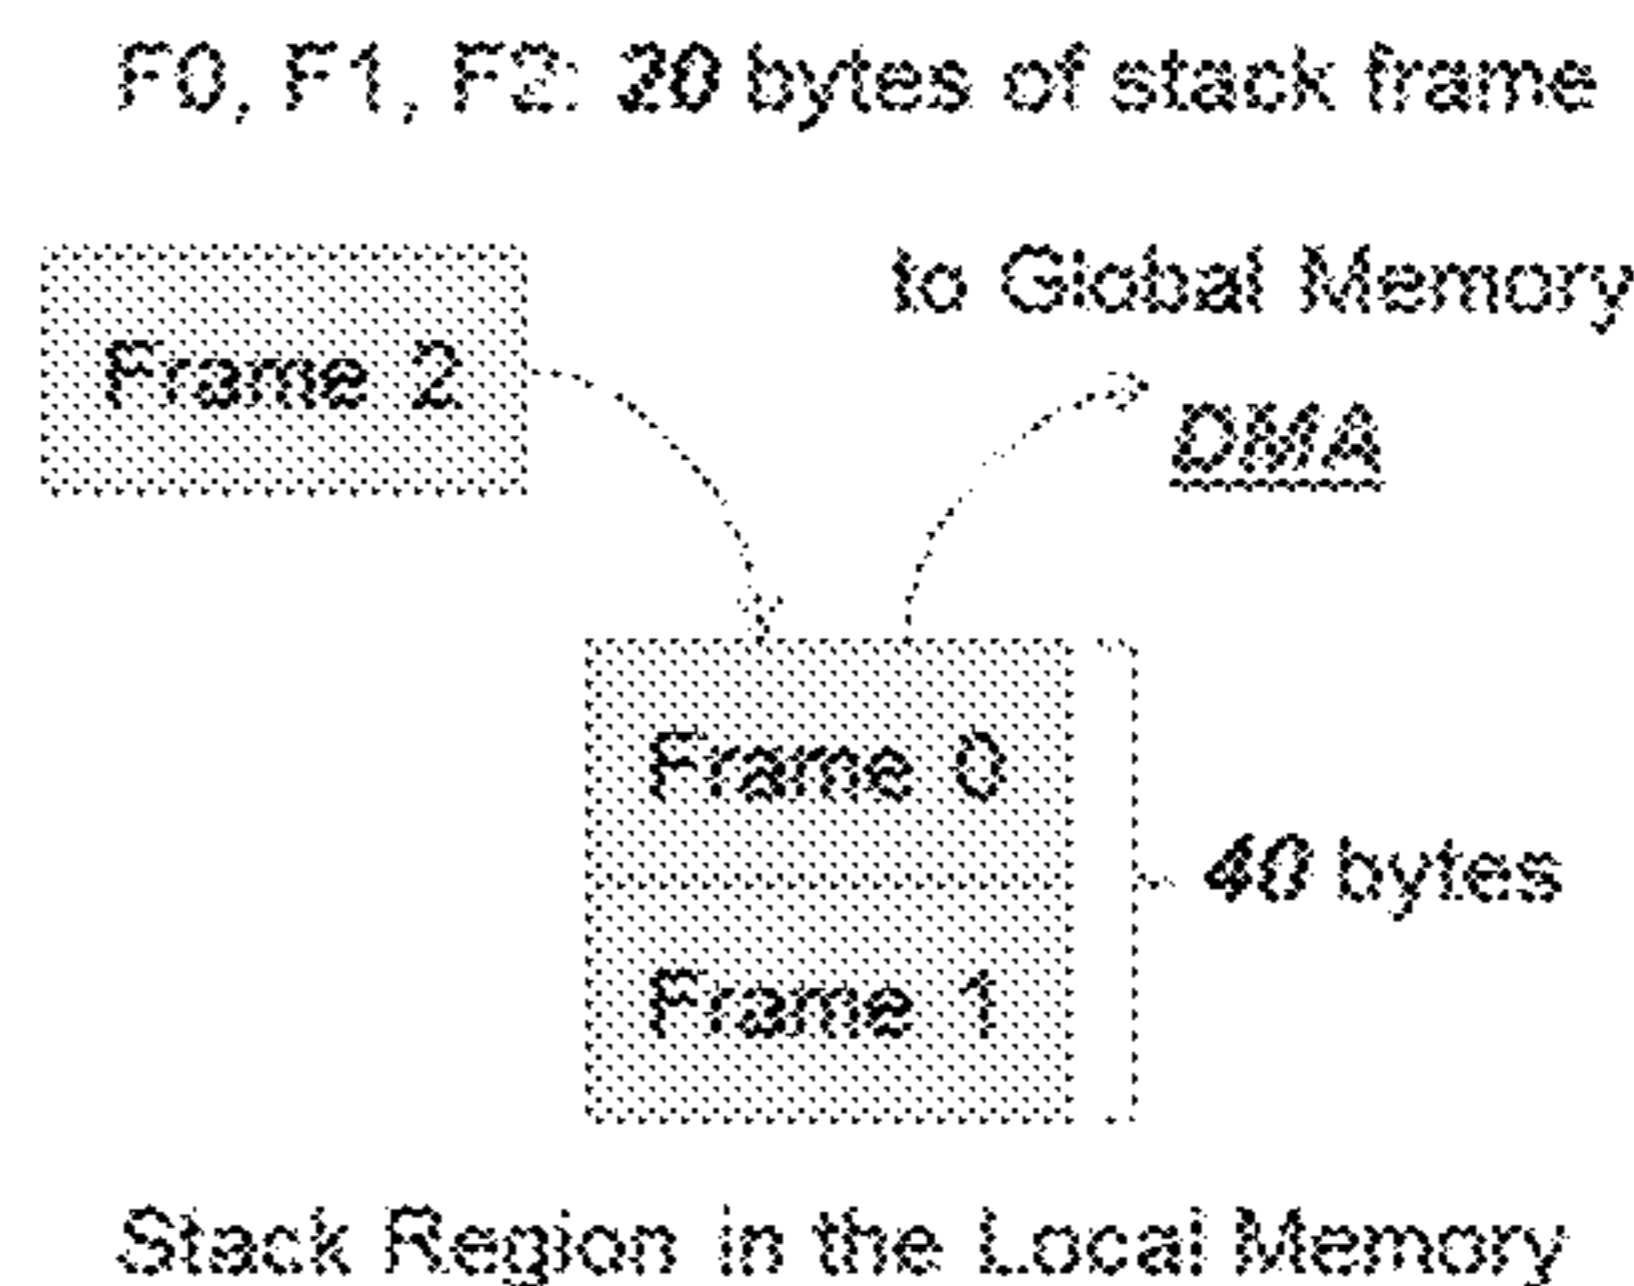 F0, F1, F2: 20 bytes of stack frame
to Global Memory
Frame 2
DMA
Frame 0
40 bytes
Frame 1
Stack Region in the Local Memory